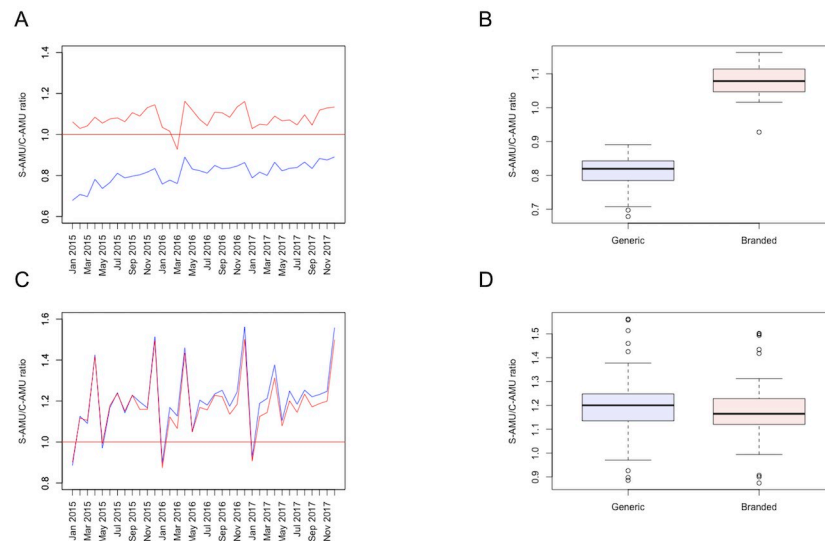 A
S-AMU/C-AMU ratio
1.4
1.2
1.0
0.8
0.6
Jan 2015
Mar 2015
May 2015
Jul 2015
Sep 2015
Nov 2015
Jan 2016
Mar 2016
May 2016
Jul 2016
Sep 2016
Nov 2016
Jan 2017
Mar 2017
May 2017
Jul 2017
Sep 2017
Nov 2017
B
S-AMU/C-AMU ratio
1.1
1.0
0.9
0.8
0.7
Generic Branded
C
S-AMU/C-AMU ratio
1.6
1.4
1.2
1.0
0.8
Jan 2015
Mar 2015
May 2015
Jul 2015
Sep 2015
Nov 2015
Jan 2016
Mar 2016
May 2016
Jul 2016
Sep 2016
Nov 2016
Jan 2017
Mar 2017
May 2017
Jul 2017
Sep 2017
Nov 2017
D
S-AMU/C-AMU ratio
1.5
1.4
1.3
1.2
1.1
1.0
0.9
Generic Branded